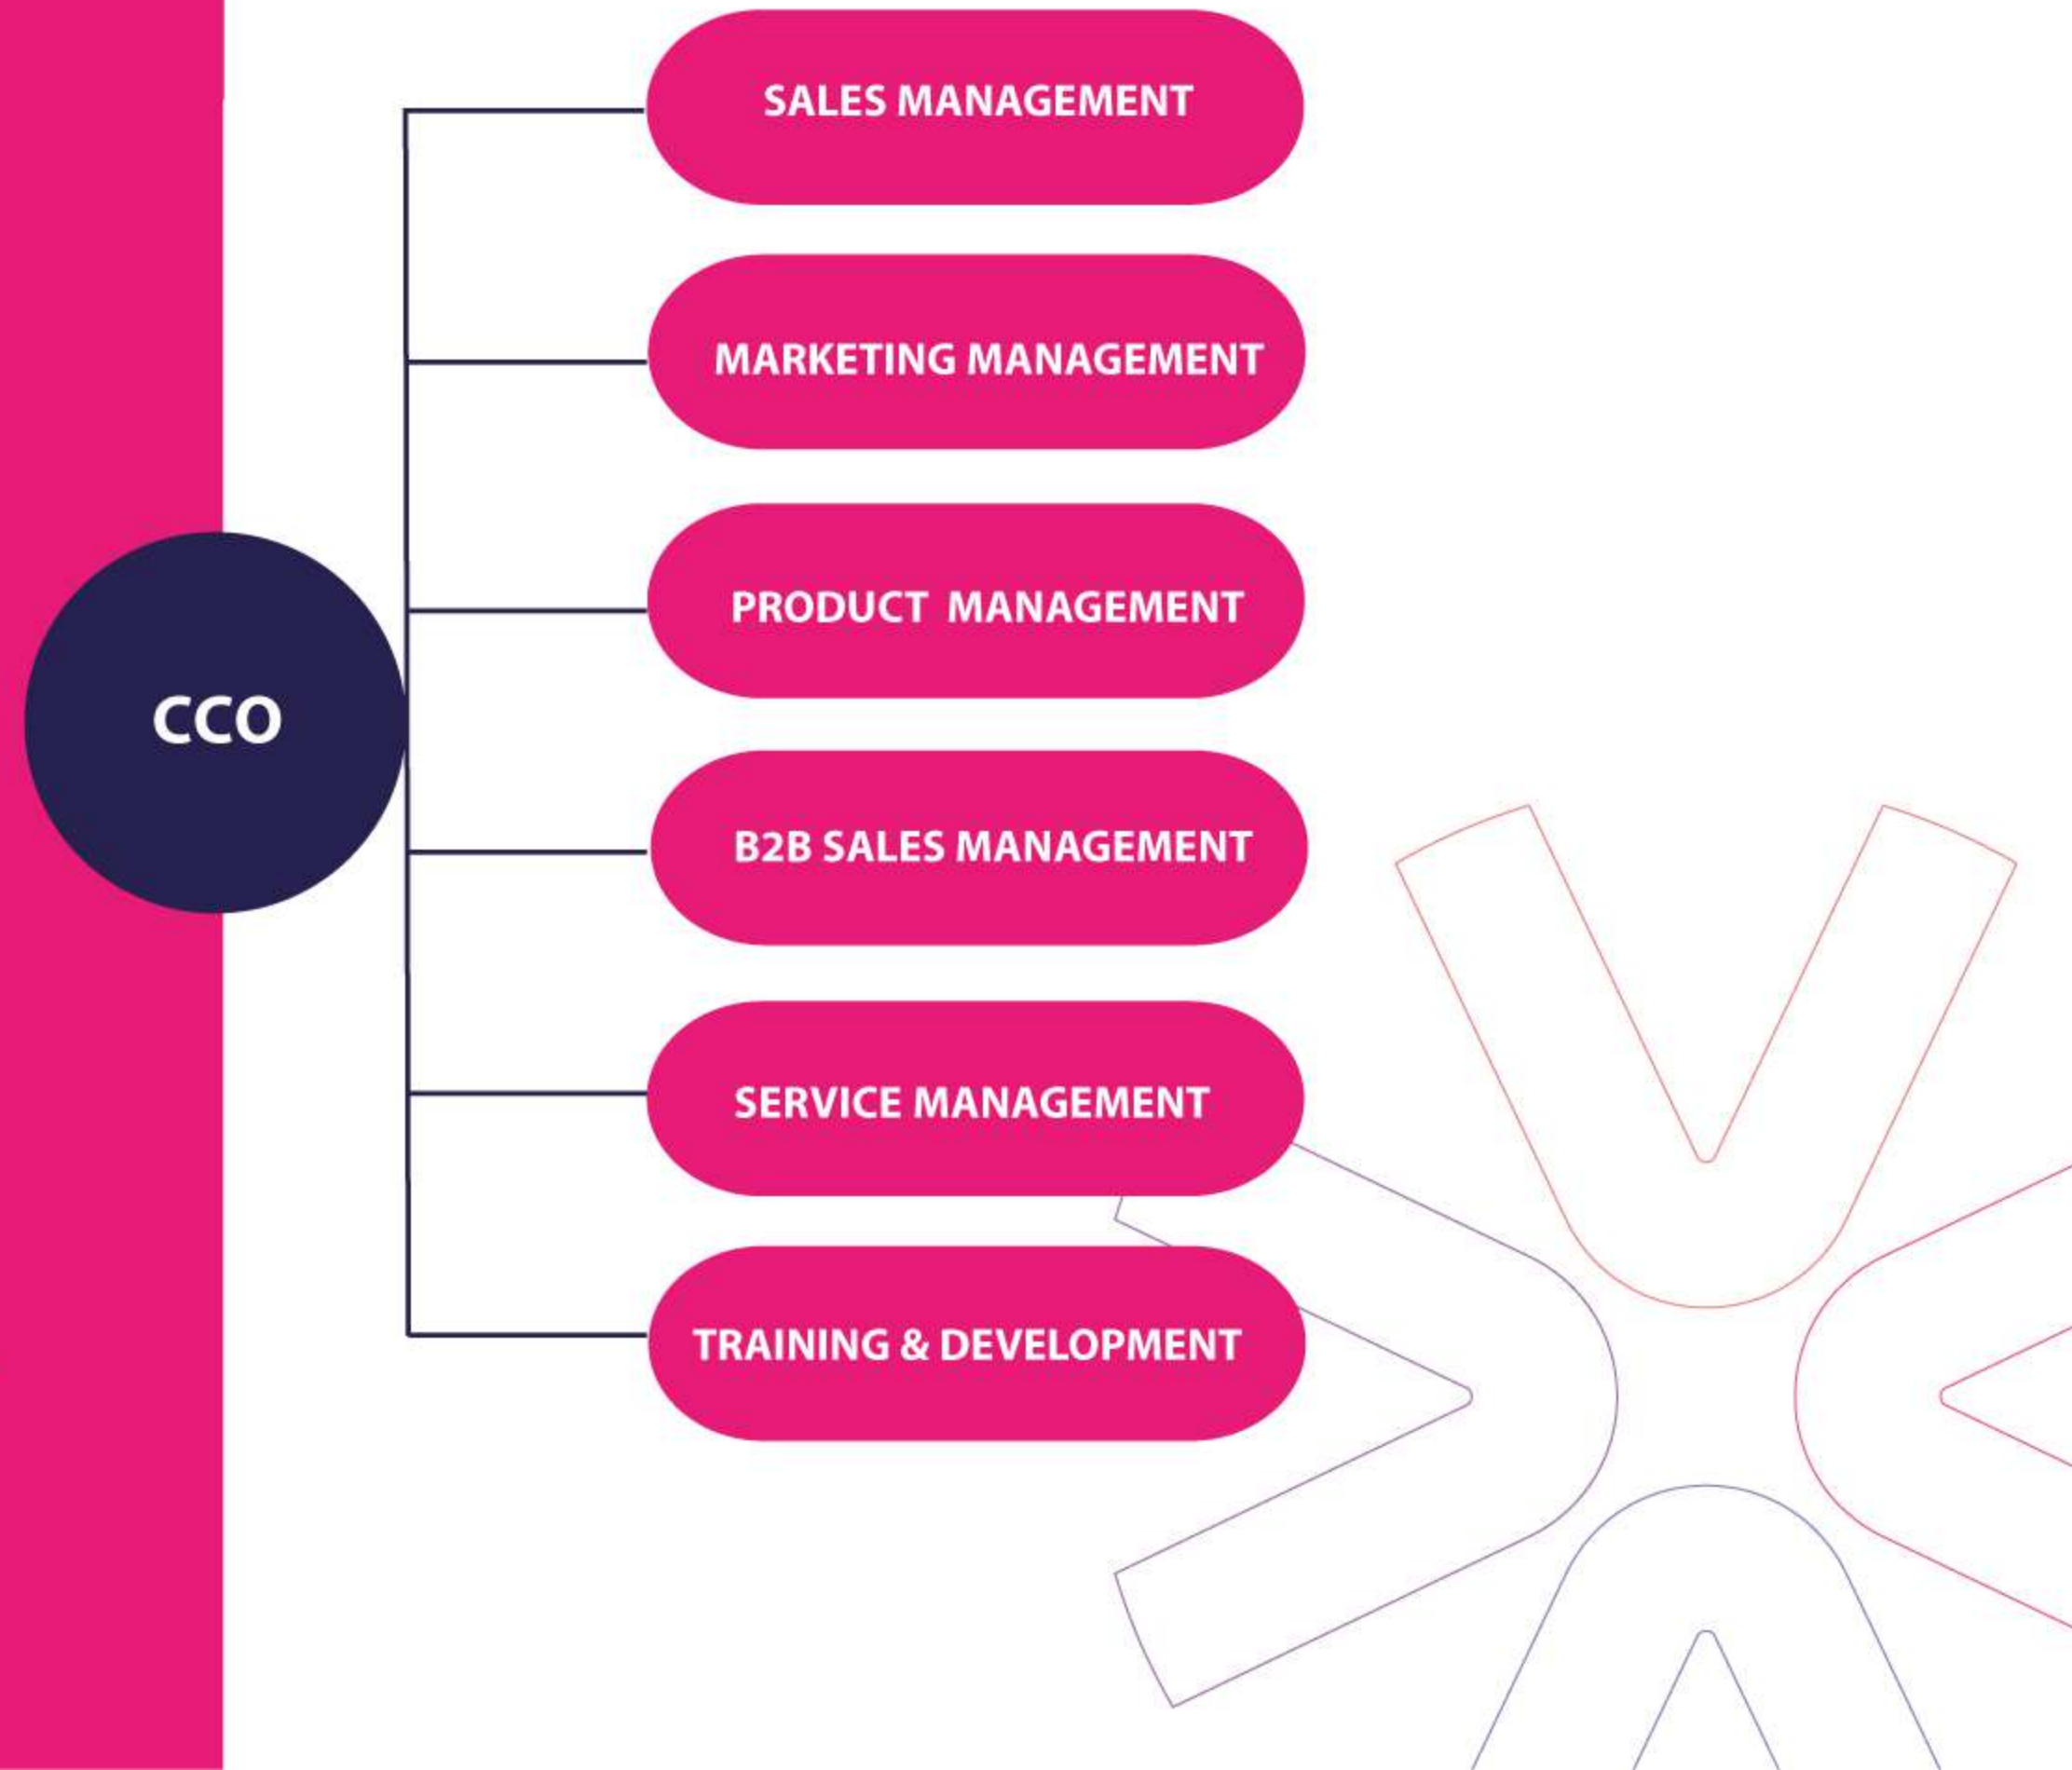 SALES MANAGEMENT
MARKETING MANAGEMENT
PRODUCT MANAGEMENT
CCO
B2B SALES MANAGEMENT
SERVICE MANAGEMENT
TRAINING & DEVELOPMENT